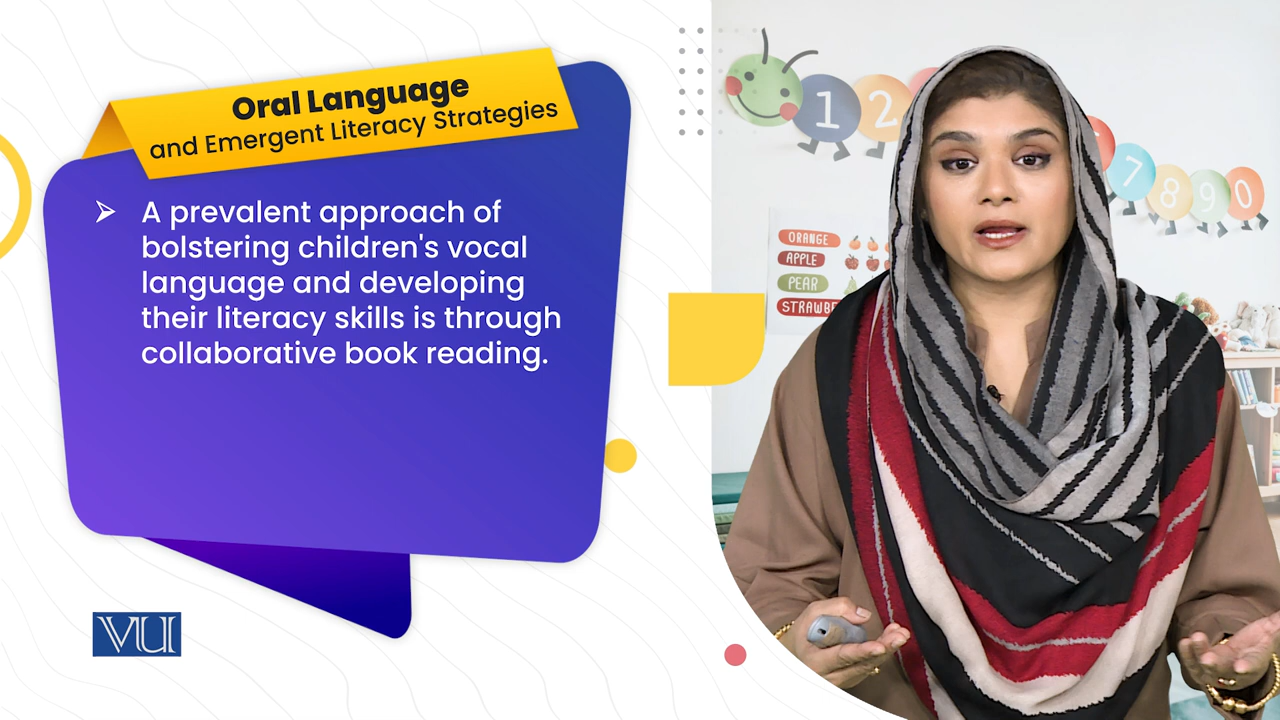 Oral Language
and Emergent Literacy Strategies
➢ A prevalent approach of
bolstering children's vocal
language and developing
their literacy skills is through
collaborative book reading.
VU
1 2
7 8 9 0
ORANGE
APPLE
PEAR